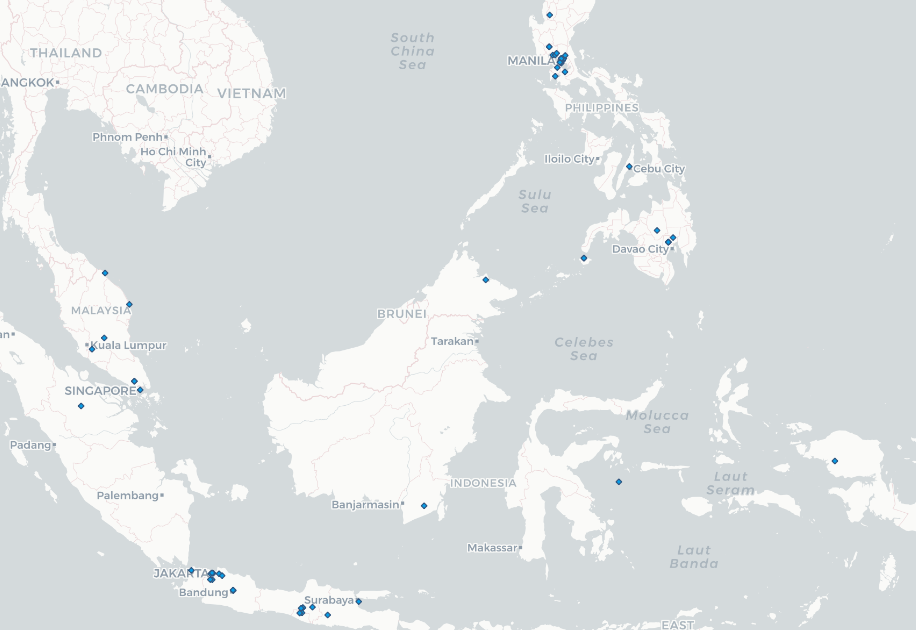 South
China
Sea
THAILAND
MANILA
ANGKOK
CAMBODIA
VIETNAM
PHILIPPINES
Phnom Penh
Ho Chi Minh
City
Iloilo City
Cebu City
Sulu
Sea
Davao City
MALAYSIA
BRUNEI
an
Kuala Lumpur
Tarakan
Celebes
Sea
SINGAPORE
Molucca
Sea
Padang
Laut
Seram
INDONESIA
Palembang
Banjarmasin
Makassar
Laut
Banda
JAKARTA
Bandung
Surabaya
EAST